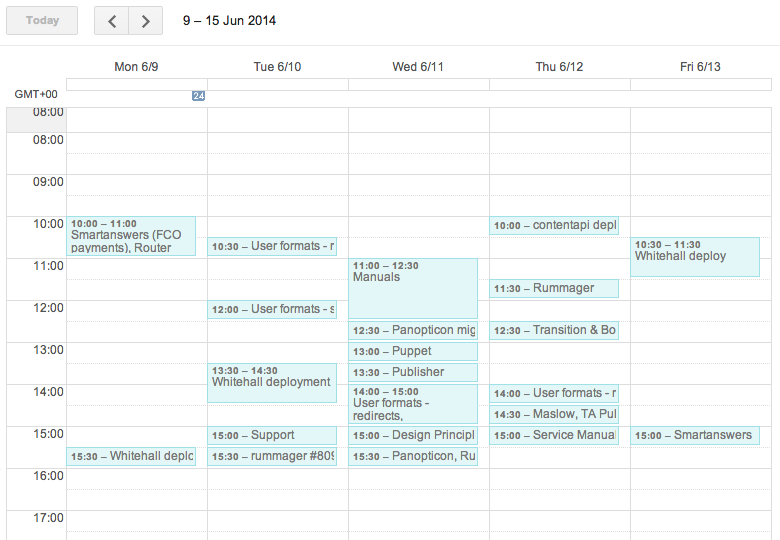 Today
9 – 15 Jun 2014
Mon 6/9
Tue 6/10
Wed 6/11
Thu 6/12
Fri 6/13
GMT+00
24
08:00
08:00
09:00
10:00
11:00
12:00
13:00
14:00
15:00
16:00
17:00
10:00 – 11:00
Smartanswers (FCO
payments), Router
15:30 – Whitehall deplo
10:30 – User formats - r
12:00 – User formats - s
13:30 – 14:30
Whitehall deployment
15:00 – Support
15:30 – rummager #809
11:00 – 12:30
Manuals
12:30 – Panopticon mig
13:00 – Puppet
13:30 – Publisher
14:00 – 15:00
User formats -
redirects,
15:00 – Design Principl
15:30 – Panopticon, Ru
10:00 – contentapi depl
11:30 – Rummager
12:30 – Transition & Bo
14:00 – User formats - r
14:30 – Maslow, TA Pul
15:00 – Service Manua
10:30 – 11:30
Whitehall deploy
15:00 – Smartanswers